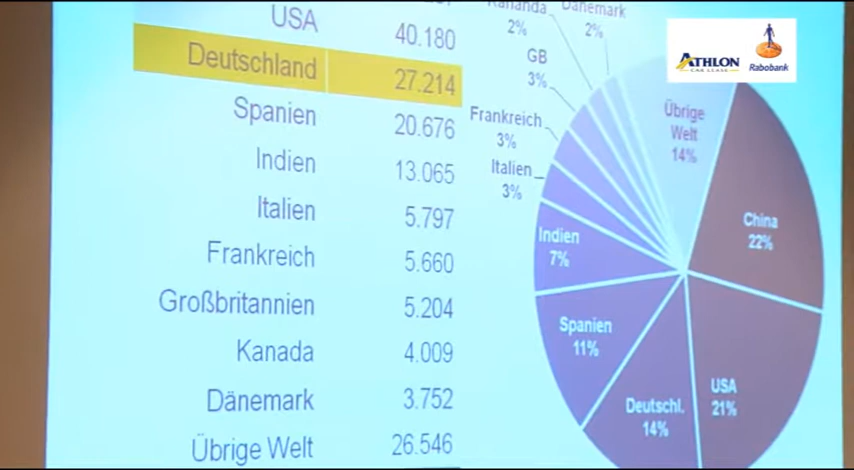 USA 40.180
Deutschland 27.214
Spanien 20.676
Indien 13.065
Italien 5.797
Frankreich 5.660
Großbritannien 5.204
Kanada 4.009
Dänemark 3.752
Übrige Welt 26.546
Dänemark
2%
2%
GB
3%
Frankreich
3%
Italien
3%
Indien
7%
Spanien
11%
Deutschl.
14%
USA
21%
China
22%
Übrige
Welt
14%
ATHLON
CAR LEASE
Rabobank